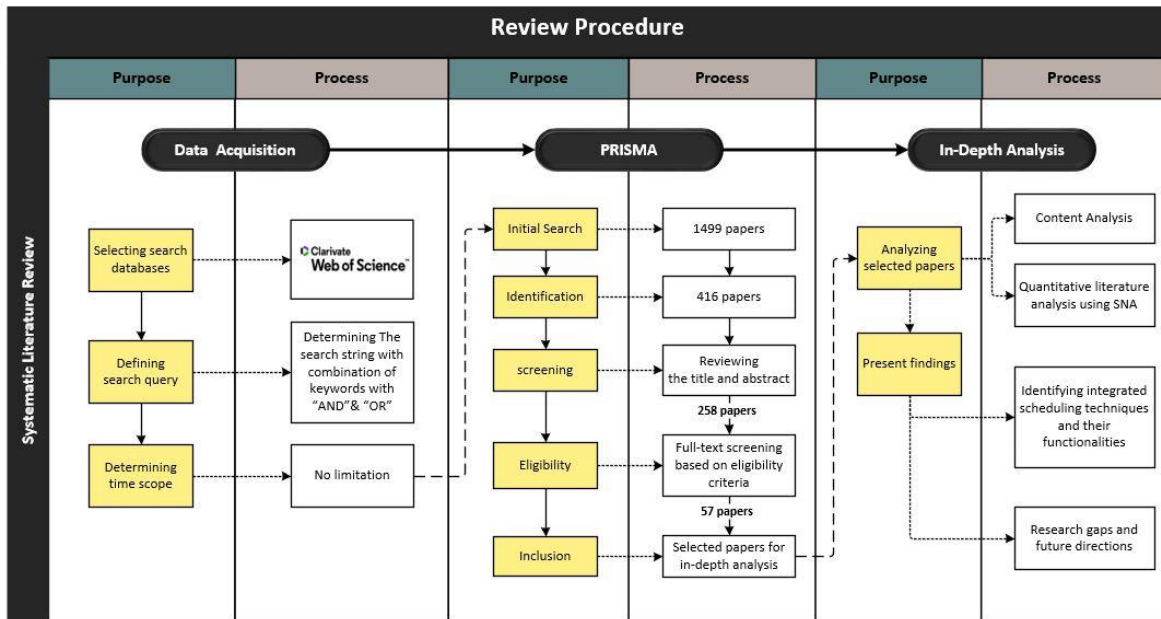 Review Procedure
Purpose
Process
Purpose
Process
Purpose
Process
Systematic Literature Review
Data Acquisition
PRISMA
In-Depth Analysis
Selecting search
databases
Clarivate
Web of Science™
Defining
search query
Determining The
search string with
combination of
keywords with
“AND”& “OR”
Determining
time scope
No limitation
Initial Search
1499 papers
Identification
416 papers
screening
Reviewing
the title and abstract
258 papers
Eligibility
Full-text screening
based on eligibility
criteria
57 papers
Inclusion
Selected papers for
in-depth analysis
Analyzing
selected papers
Content Analysis
Quantitative literature
analysis using SNA
Present findings
Identifying integrated
scheduling techniques
and their
functionalities
Research gaps and
future directions